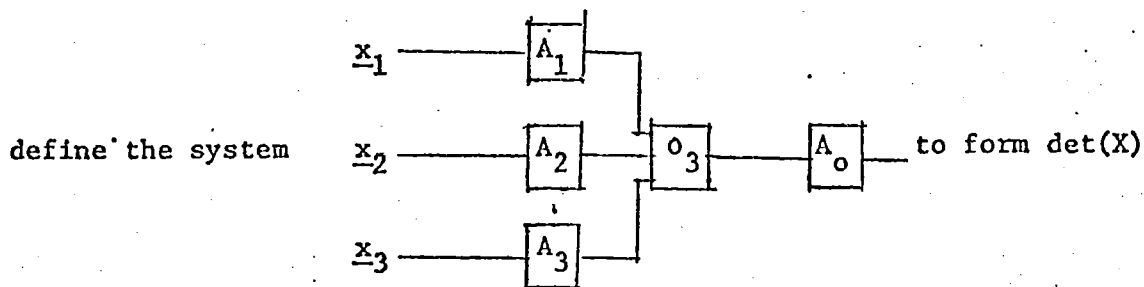 x1 A1
define the system x2 A2 o3 Ao to form det(X)
x3 A3